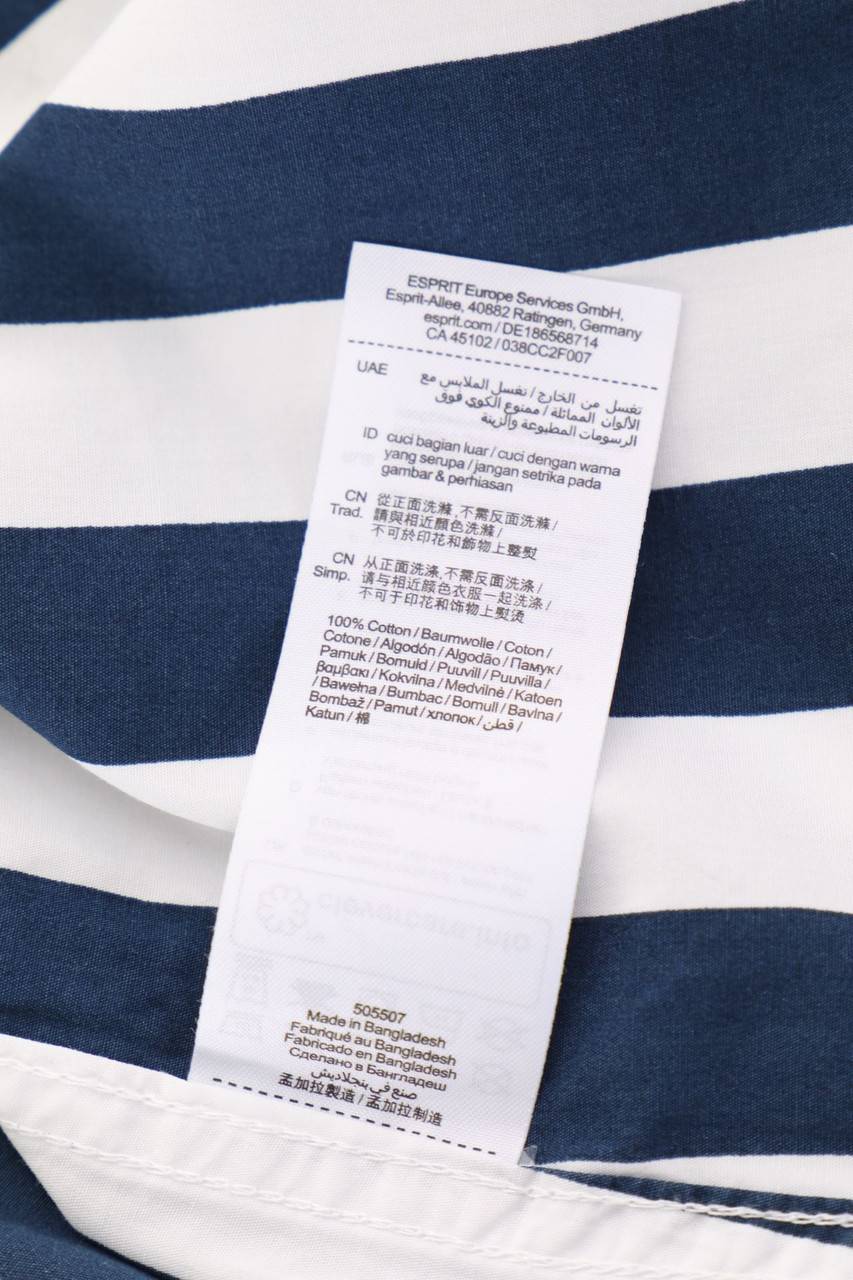 ESPRIT Europe Services GmbH,
Esprit-Allee, 40882 Ratingen, Germany
esprit.com / DE186568714
CA 45102 / 038CC2F007
UAE تغسل من الخارج / تغسل الملابس مع
الألوان المماثلة / ممنوع الكوي فوق
الرسومات المطبوعة والزينة
ID cuci bagian luar / cuci dengan warna
yang serupa / jangan setrika pada
gambar & perhiasan
CN 從正面洗滌,不需反面洗滌 /
Trad. 請與相近顏色洗滌 /
不可於印花和飾物上整熨
CN 从正面洗涤,不需反面洗涤 /
Simp. 请与相近颜色衣服一起洗涤 /
不可于印花和饰物上熨烫
100% Cotton / Baumwolle / Coton /
Cotone / Algodón / Algodão / Памук /
Pamuk / Bomuld / Puuvill / Puuvilla /
βαμβακι / Kokvilna / Medvilnė / Katoen
/ Bawełna / Bumbac / Bomull / Bavlna /
Bombaž / Pamut / хлопок / قطن /
Katun / 棉
clevercare.info
505507
Made in Bangladesh
Fabriqué au Bangladesh
Fabricado en Bangladesh
Сделано в Бангладеш
صنع في بنجلاديش
孟加拉製造 / 孟加拉制造